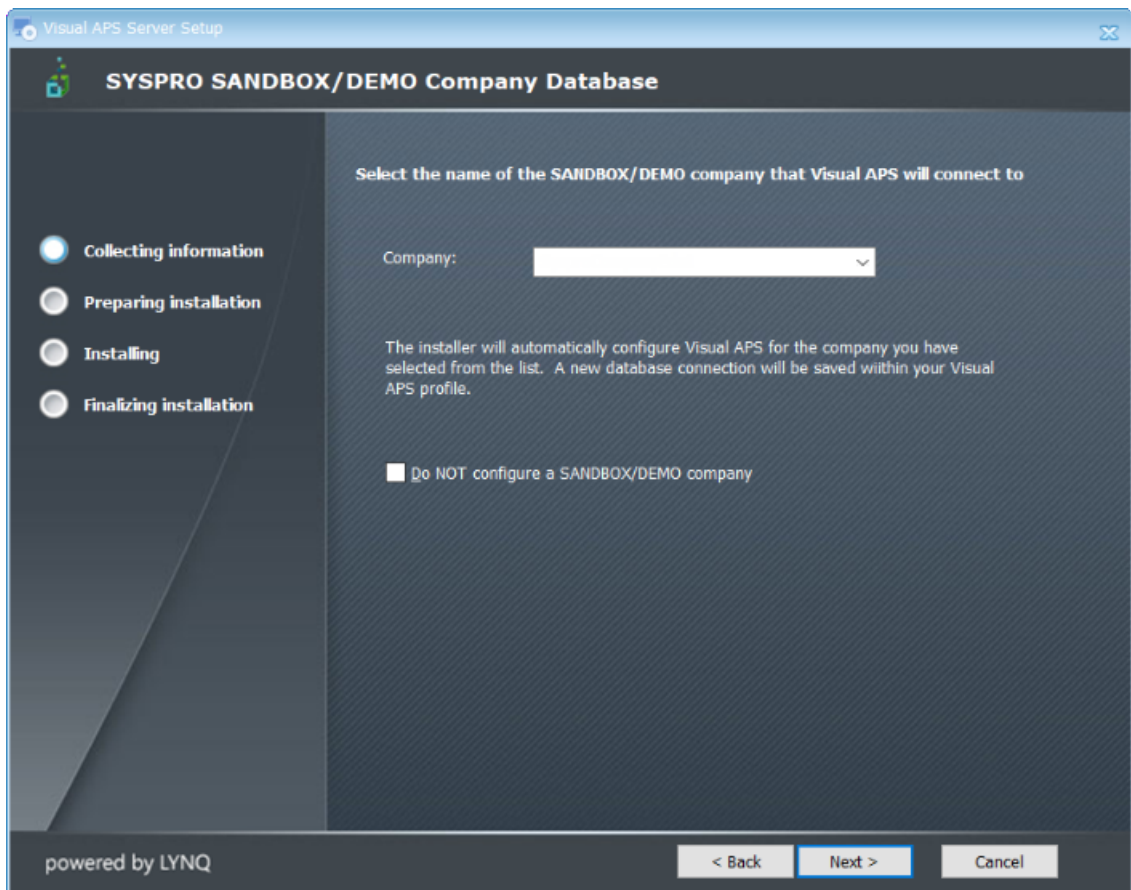 Visual APS Server Setup
SYSPRO SANDBOX/DEMO Company Database
Select the name of the SANDBOX/DEMO company that Visual APS will connect to
Collecting information
Preparing installation
Installing
Finalizing installation
Company:
The installer will automatically configure Visual APS for the company you have
selected from the list.  A new database connection will be saved wiithin your Visual
APS profile.
Do NOT configure a SANDBOX/DEMO company
powered by LYNQ
< Back
Next >
Cancel